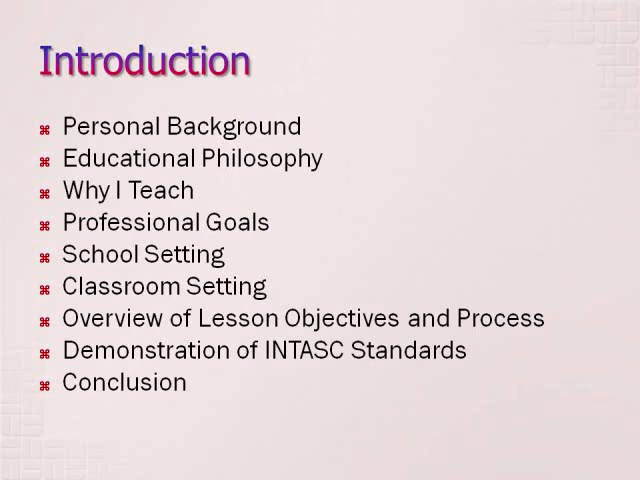 Introduction
Personal Background
Educational Philosophy
Why I Teach
Professional Goals
School Setting
Classroom Setting
Overview of Lesson Objectives and Process
Demonstration of INTASC Standards
Conclusion